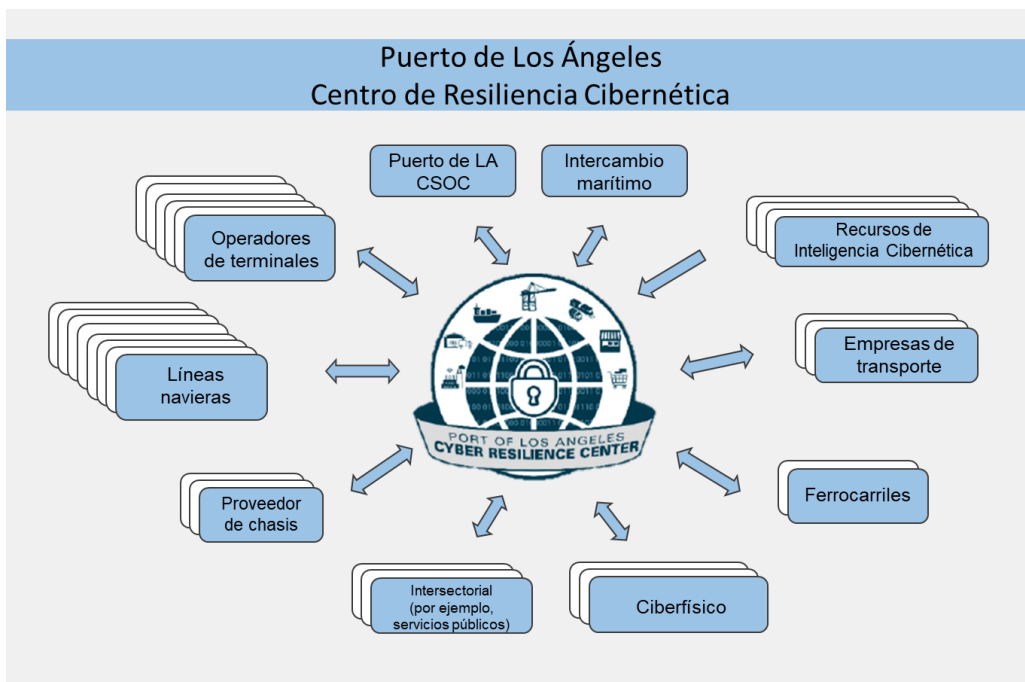 Puerto de Los Ángeles
Centro de Resiliencia Cibernética
Puerto de LA
CSOC
Intercambio
marítimo
Operadores
de terminales
Recursos de
Inteligencia Cibernética
Líneas
navieras
Empresas de
transporte
PORT OF LOS ANGELES
CYBER RESILIENCE CENTER
Proveedor
de chasis
Ferrocarriles
Intersectorial
(por ejemplo,
servicios públicos)
Ciberfísico